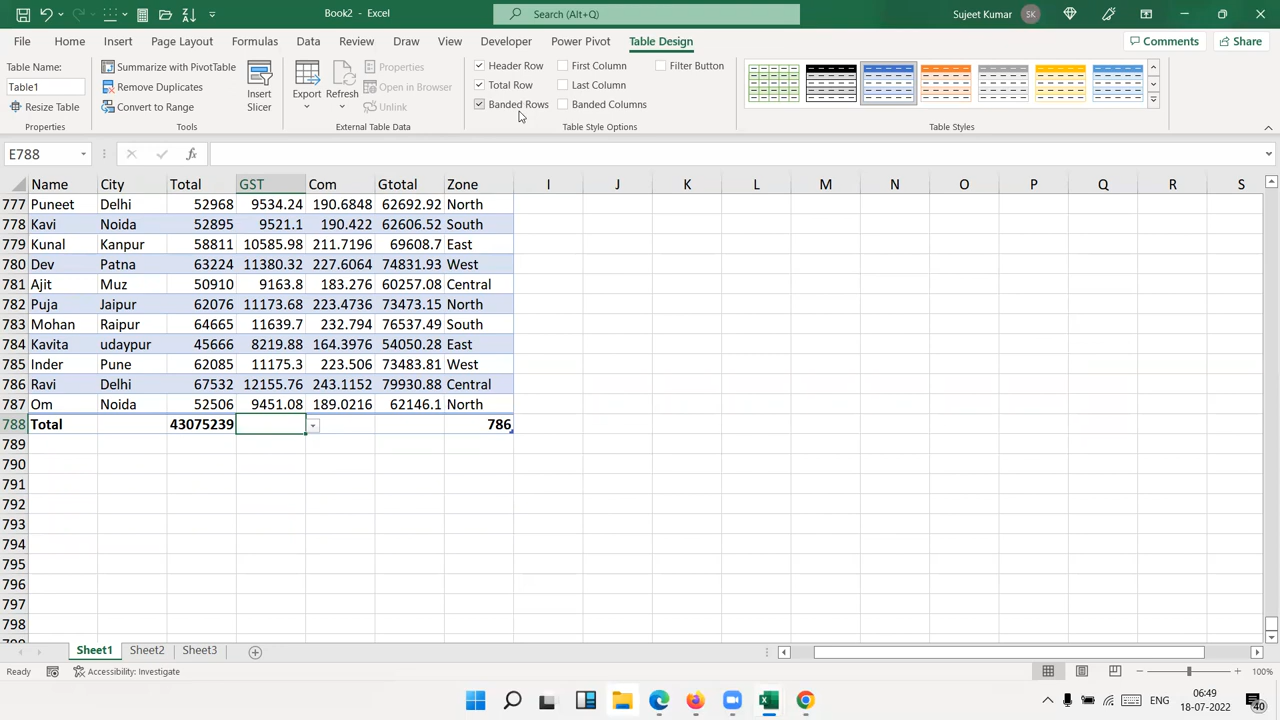 Book2 - Excel
Search (Alt+Q)
Sujeet Kumar
SK
File Home Insert Page Layout Formulas Data Review View Draw Developer Power Pivot Table Design
Comments
Share
Table Name:
Table1
Resize Table
Properties
Summarize with PivotTable
Remove Duplicates
Convert to Range
Tools
Insert Slicer
Export
Refresh
Properties
Open in Browser
Unlink
External Table Data
Header Row First Column Filter Button
Total Row Last Column
Banded Rows Banded Columns
Table Style Options
Table Styles
E788
fx
Name City Total GST Com Gtotal Zone I J K L M N O P Q R S
777 Puneet Delhi 52968 9534.24 190.6848 62692.92 North
778 Kavi Noida 52895 9521.1 190.422 62606.52 South
779 Kunal Kanpur 58811 10585.98 211.7196 69608.7 East
780 Dev Patna 63224 11380.32 227.6064 74831.93 West
781 Ajit Muz 50910 9163.8 183.276 60257.08 Central
782 Puja Jaipur 62076 11173.68 223.4736 73473.15 North
783 Mohan Raipur 64665 11639.7 232.794 76537.49 South
784 Kavita udaypur 45666 8219.88 164.3976 54050.28 East
785 Inder Pune 62085 11175.3 223.506 73483.81 West
786 Ravi Delhi 67532 12155.76 243.1152 79930.88 Central
787 Om Noida 52506 9451.08 189.0216 62146.1 North
788 Total 43075239 786
789
790
791
792
793
794
795
796
797
798
Sheet1 Sheet2 Sheet3
Ready
Accessibility: Investigate
100%
ENG
06:49
18-07-2022
40